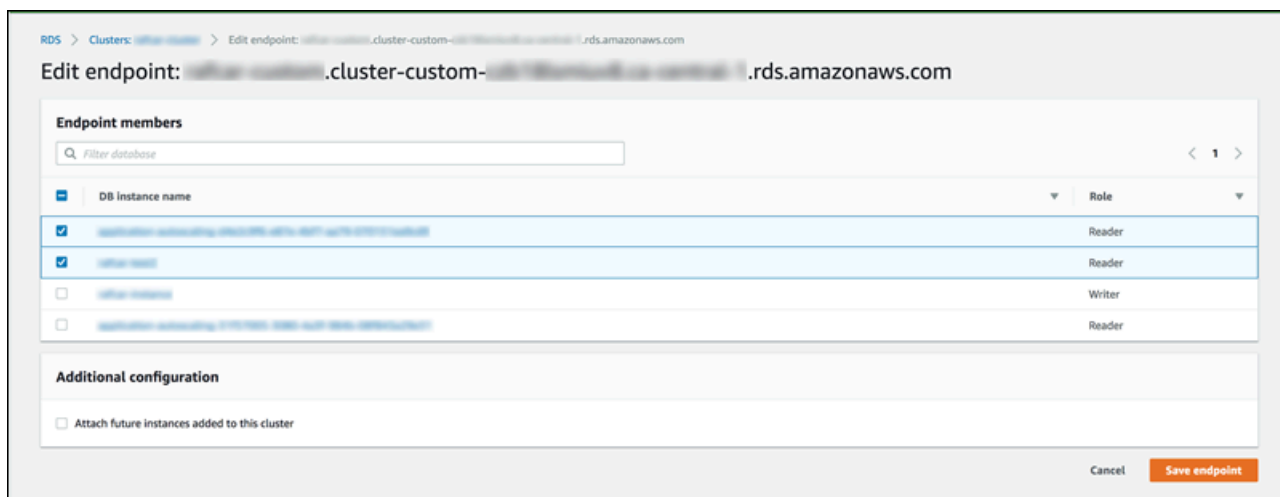 RDS > Clusters: > Edit endpoint: .cluster-custom- .rds.amazonaws.com
Edit endpoint: .cluster-custom- .rds.amazonaws.com
Endpoint members
Filter database
< 1 >
DB instance name Role
Reader
Reader
Writer
Reader
Additional configuration
Attach future instances added to this cluster
Cancel Save endpoint